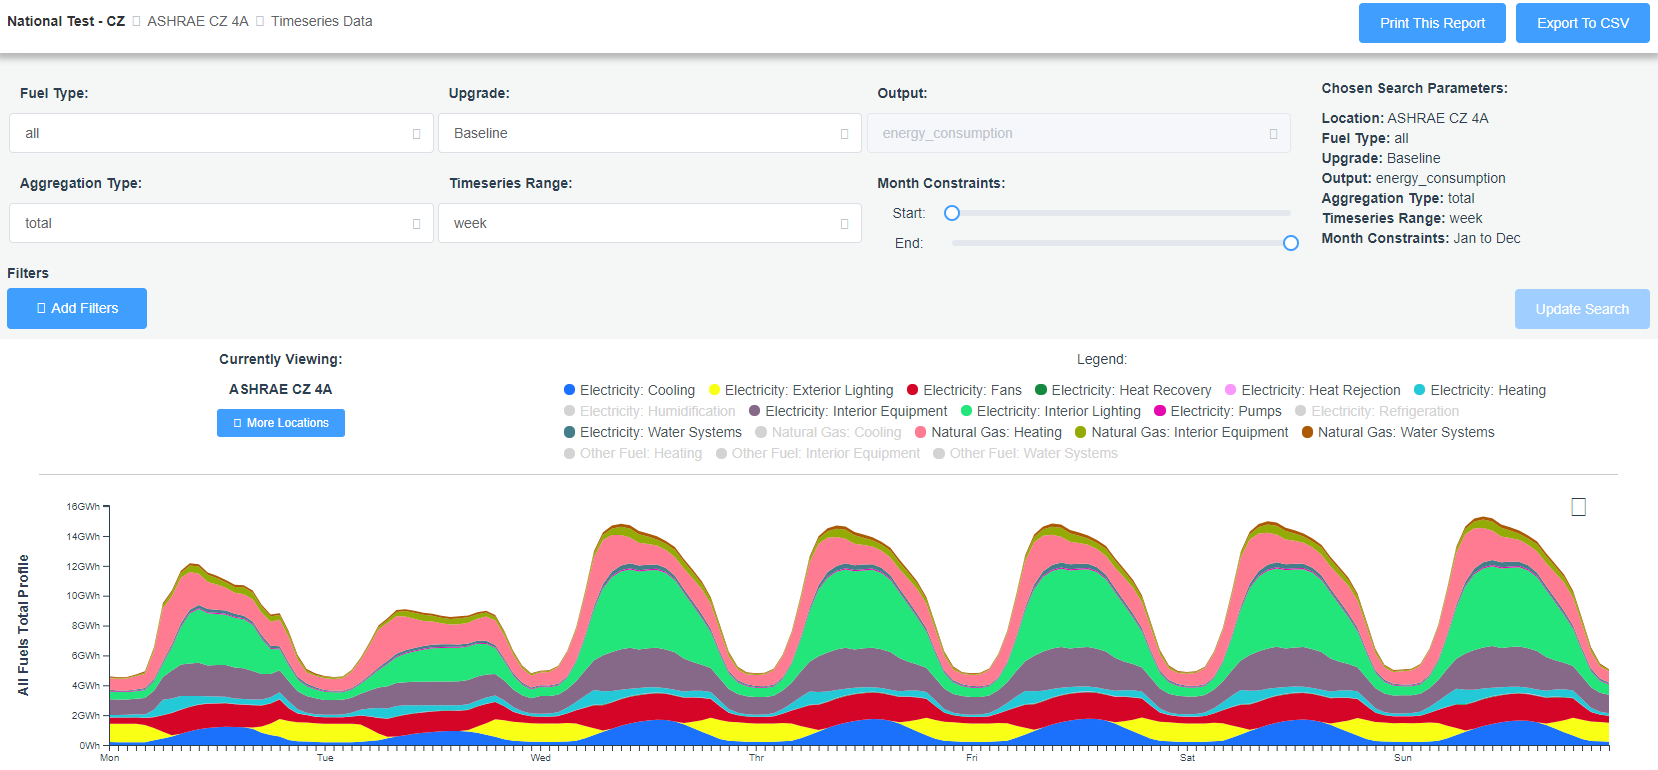 National Test - CZ ASHRAE CZ 4A Timeseries Data
Print This Report
Export To CSV
Fuel Type:
Upgrade:
Output:
all
Baseline
energy_consumption
Aggregation Type:
Timeseries Range:
Month Constraints:
total
week
Start:
End:
Chosen Search Parameters:
Location: ASHRAE CZ 4A
Fuel Type: all
Upgrade: Baseline
Output: energy_consumption
Aggregation Type: total
Timeseries Range: week
Month Constraints: Jan to Dec
Filters
Add Filters
Update Search
Currently Viewing:
ASHRAE CZ 4A
More Locations
Legend:
Electricity: Cooling Electricity: Exterior Lighting Electricity: Fans Electricity: Heat Recovery Electricity: Heat Rejection Electricity: Heating
Electricity: Humidification Electricity: Interior Equipment Electricity: Interior Lighting Electricity: Pumps Electricity: Refrigeration
Electricity: Water Systems Natural Gas: Cooling Natural Gas: Heating Natural Gas: Interior Equipment Natural Gas: Water Systems
Other Fuel: Heating Other Fuel: Interior Equipment Other Fuel: Water Systems
All Fuels Total Profile
16GWh
14GWh
12GWh
10GWh
8GWh
6GWh
4GWh
2GWh
0Wh
Mon Tue Wed Thr Fri Sat Sun